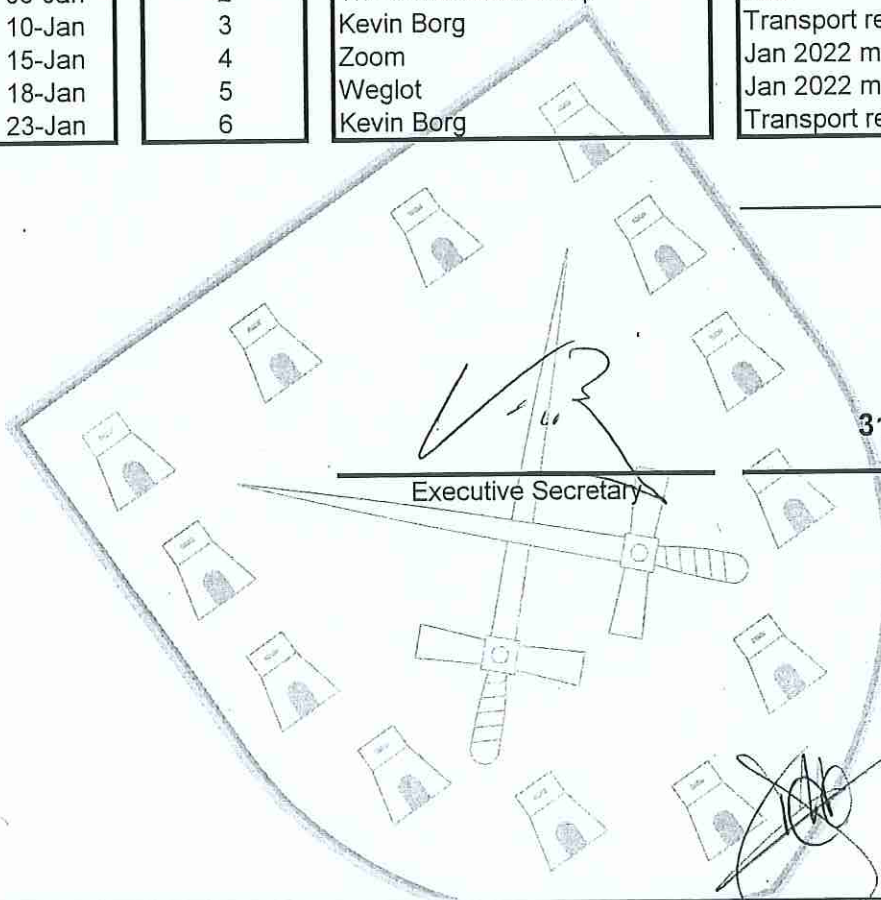 10-Jan 3 Kevin Borg Transport re
15-Jan 4 Zoom Jan 2022 m
18-Jan 5 Weglot Jan 2022 m
23-Jan 6 Kevin Borg Transport re
31
Executive Secretary